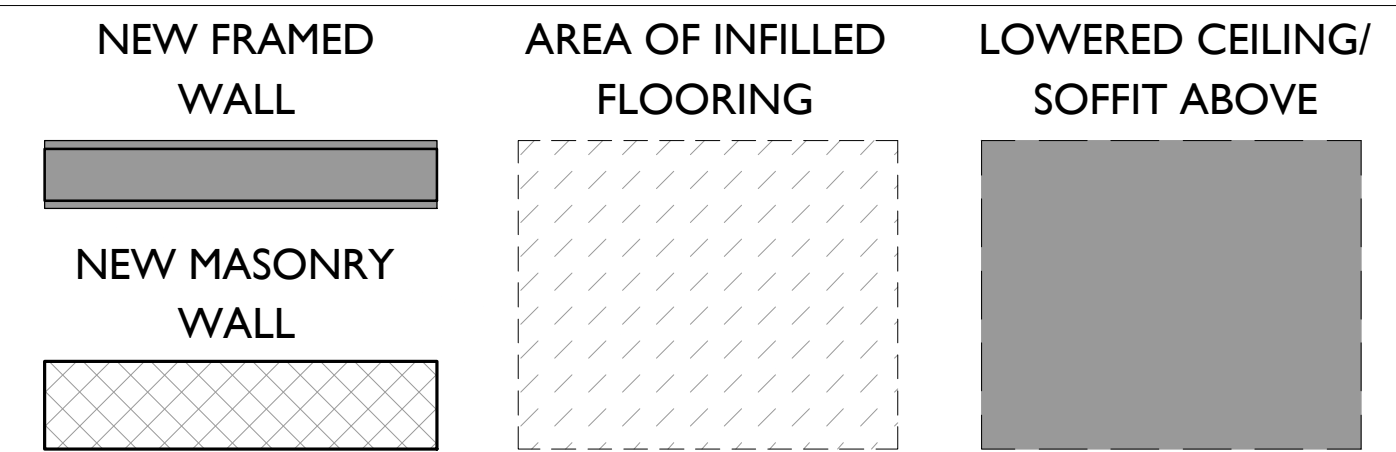 NEW FRAMED
WALL
NEW MASONRY
WALL
AREA OF INFILLED
FLOORING
LOWERED CEILING/
SOFFIT ABOVE